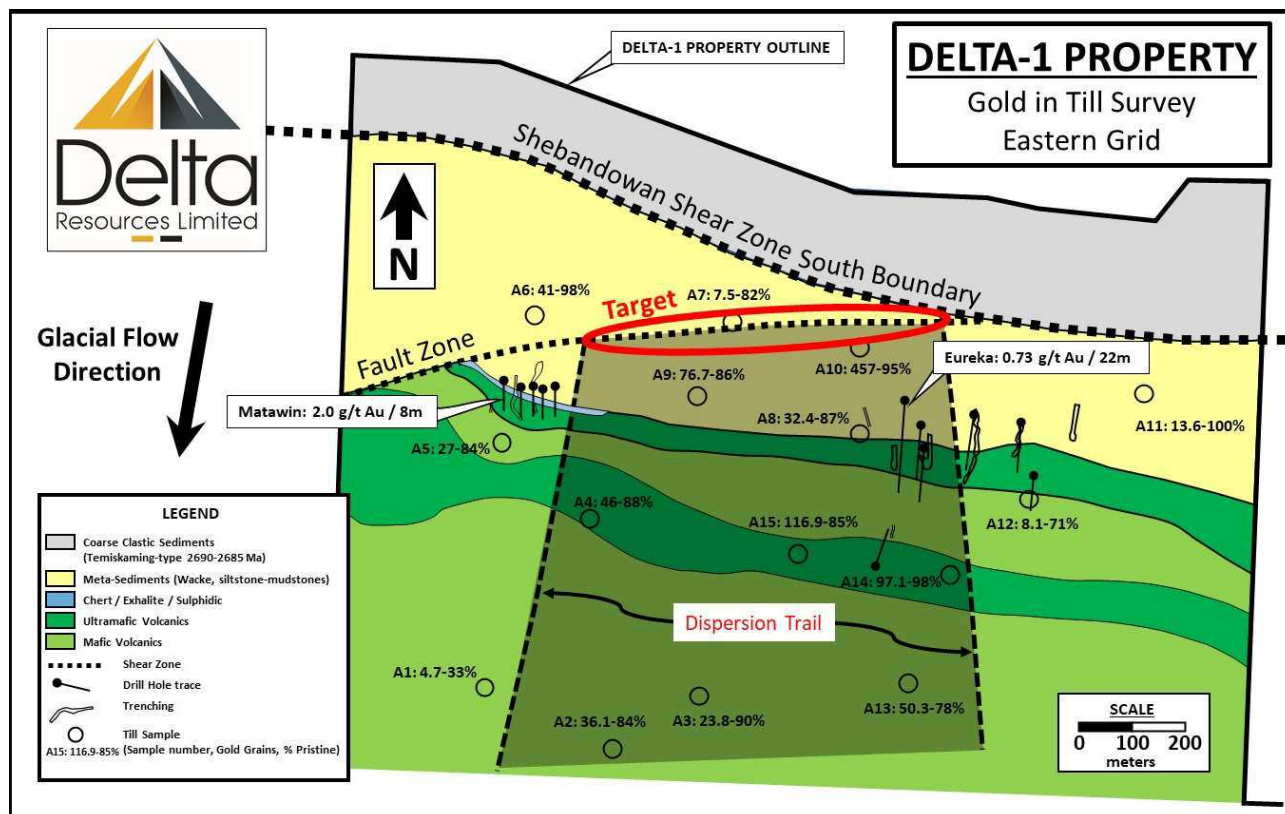 DELTA-1 PROPERTY OUTLINE
DELTA-1 PROPERTY
Gold in Till Survey
Eastern Grid
Delta
Resources Limited
N
Glacial Flow
Direction
Shebandowan Shear Zone South Boundary
Fault Zone
Target
A6: 41-98%
A7: 7.5-82%
A9: 76.7-86%
A10: 457-95%
Eureka: 0.73 g/t Au / 22m
Matawin: 2.0 g/t Au / 8m
A8: 32.4-87%
A11: 13.6-100%
A5: 27-84%
A4: 46-88%
A15: 116.9-85%
A12: 8.1-71%
A14: 97.1-98%
Dispersion Trail
A1: 4.7-33%
A2: 36.1-84%
A3: 23.8-90%
A13: 50.3-78%
LEGEND
Coarse Clastic Sediments
(Temiskaming-type 2690-2685 Ma)
Meta-Sediments (Wacke, siltstone-mudstones)
Chert / Exhalite / Sulphidic
Ultramafic Volcanics
Mafic Volcanics
Shear Zone
Drill Hole trace
Trenching
Till Sample
A15: 116.9-85% (Sample number, Gold Grains, % Pristine)
SCALE
0 100 200
meters